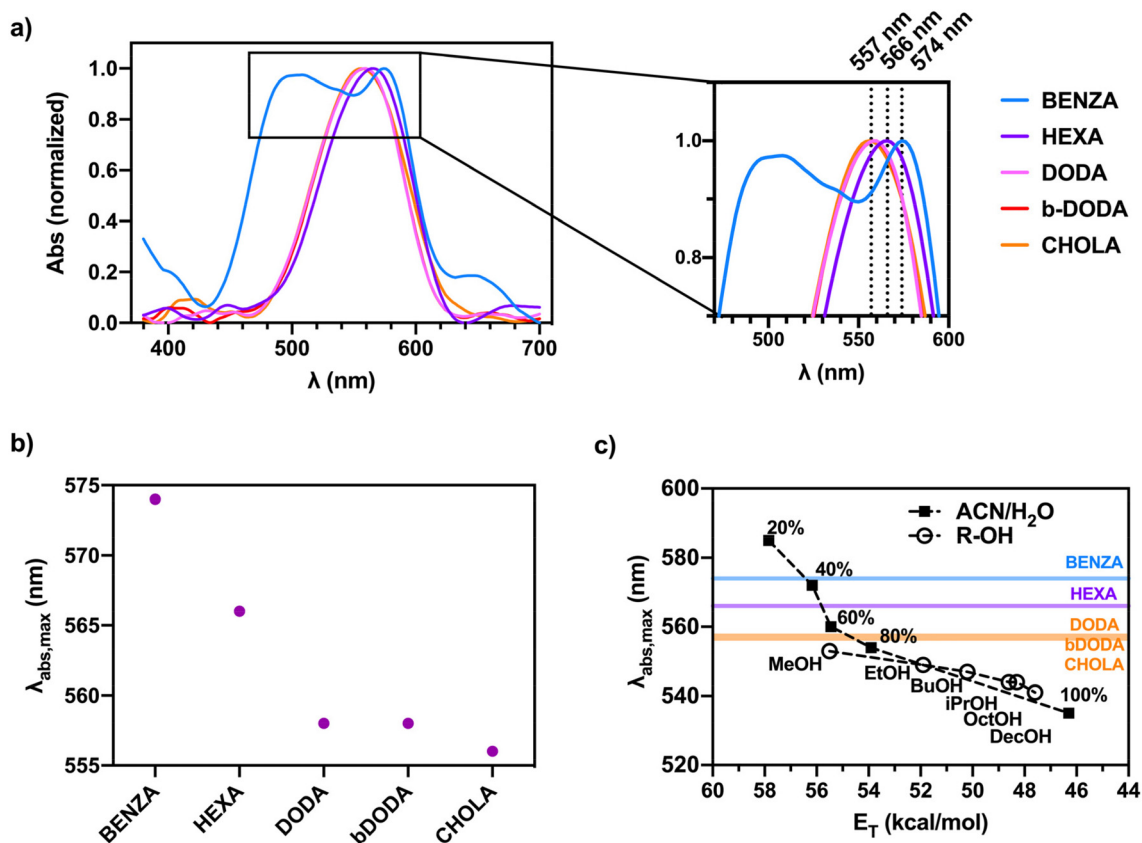 a)
557 nm
566 nm
574 nm
Abs (normalized)
1.0
0.8
0.6
0.4
0.2
0.0
400
500
600
700
λ (nm)
1.0
0.8
500
550
600
λ (nm)
BENZA
HEXA
DODA
b-DODA
CHOLA
b)
λabs,max (nm)
575
570
565
560
555
BENZA
HEXA
DODA
bDODA
CHOLA
c)
λabs,max (nm)
600
580
560
540
520
ACN/H₂O
R-OH
20%
40%
60%
80%
100%
BENZA
HEXA
DODA
bDODA
CHOLA
MeOH
EtOH
BuOH
iPrOH
OctOH
DecOH
60
58
56
54
52
50
48
46
44
E_T (kcal/mol)